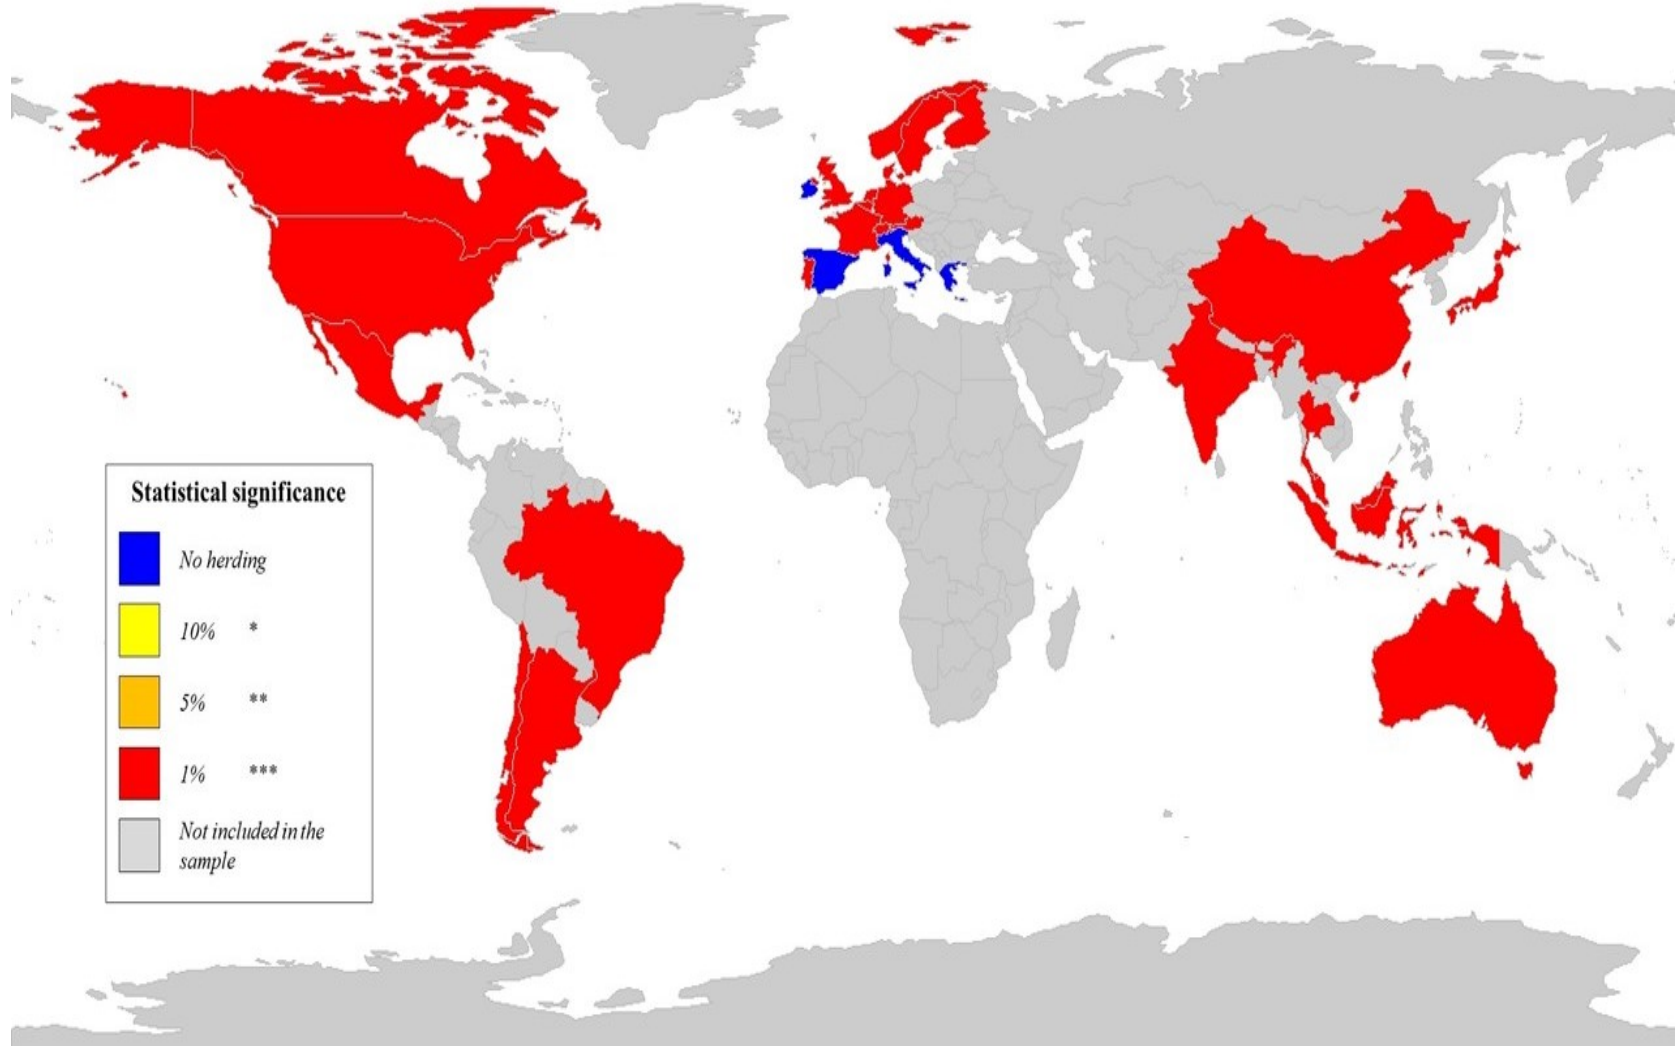 Statistical significance
No herding
10% *
5% **
1% ***
Not included in the
sample